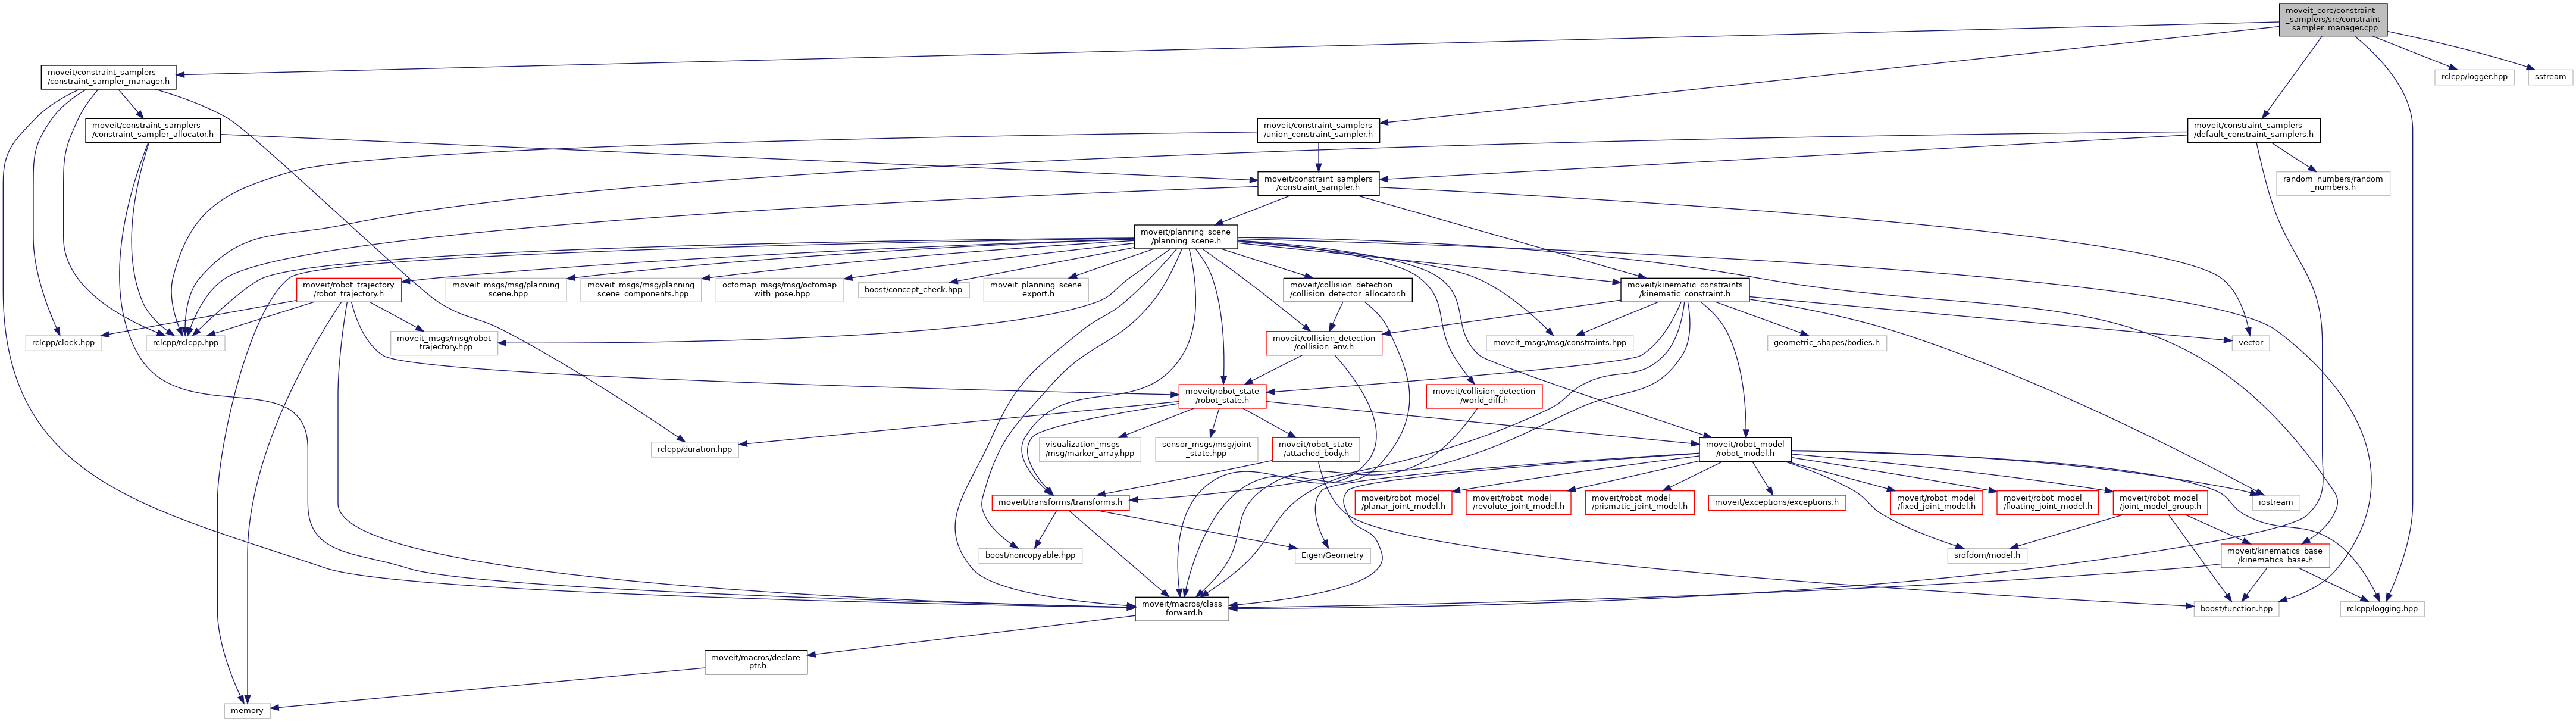 moveit_core/constraint
_samplers/src/constraint
_sampler_manager.cpp
moveit/constraint_samplers
/constraint_sampler_manager.h
rclcpp/logger.hpp
sstream
moveit/constraint_samplers
/constraint_sampler_allocator.h
moveit/constraint_samplers
/union_constraint_sampler.h
moveit/constraint_samplers
/default_constraint_samplers.h
moveit/constraint_samplers
/constraint_sampler.h
random_numbers/random
_numbers.h
moveit/planning_scene
/planning_scene.h
moveit/robot_trajectory
/robot_trajectory.h
moveit_msgs/msg/planning
_scene.hpp
moveit_msgs/msg/planning
_scene_components.hpp
octomap_msgs/msg/octomap
_with_pose.hpp
boost/concept_check.hpp
moveit_planning_scene
_export.h
moveit/collision_detection
/collision_detector_allocator.h
moveit/kinematic_constraints
/kinematic_constraint.h
rclcpp/clock.hpp
rclcpp/rclcpp.hpp
moveit_msgs/msg/robot
_trajectory.hpp
moveit/collision_detection
/collision_env.h
moveit_msgs/msg/constraints.hpp
geometric_shapes/bodies.h
vector
moveit/robot_state
/robot_state.h
moveit/collision_detection
/world_diff.h
rclcpp/duration.hpp
visualization_msgs
/msg/marker_array.hpp
sensor_msgs/msg/joint
_state.hpp
moveit/robot_state
/attached_body.h
moveit/robot_model
/robot_model.h
moveit/transforms/transforms.h
moveit/robot_model
/planar_joint_model.h
moveit/robot_model
/revolute_joint_model.h
moveit/robot_model
/prismatic_joint_model.h
moveit/exceptions/exceptions.h
moveit/robot_model
/fixed_joint_model.h
moveit/robot_model
/floating_joint_model.h
moveit/robot_model
/joint_model_group.h
iostream
boost/noncopyable.hpp
Eigen/Geometry
srdfdom/model.h
moveit/kinematics_base
/kinematics_base.h
moveit/macros/class
_forward.h
boost/function.hpp
rclcpp/logging.hpp
moveit/macros/declare
_ptr.h
memory